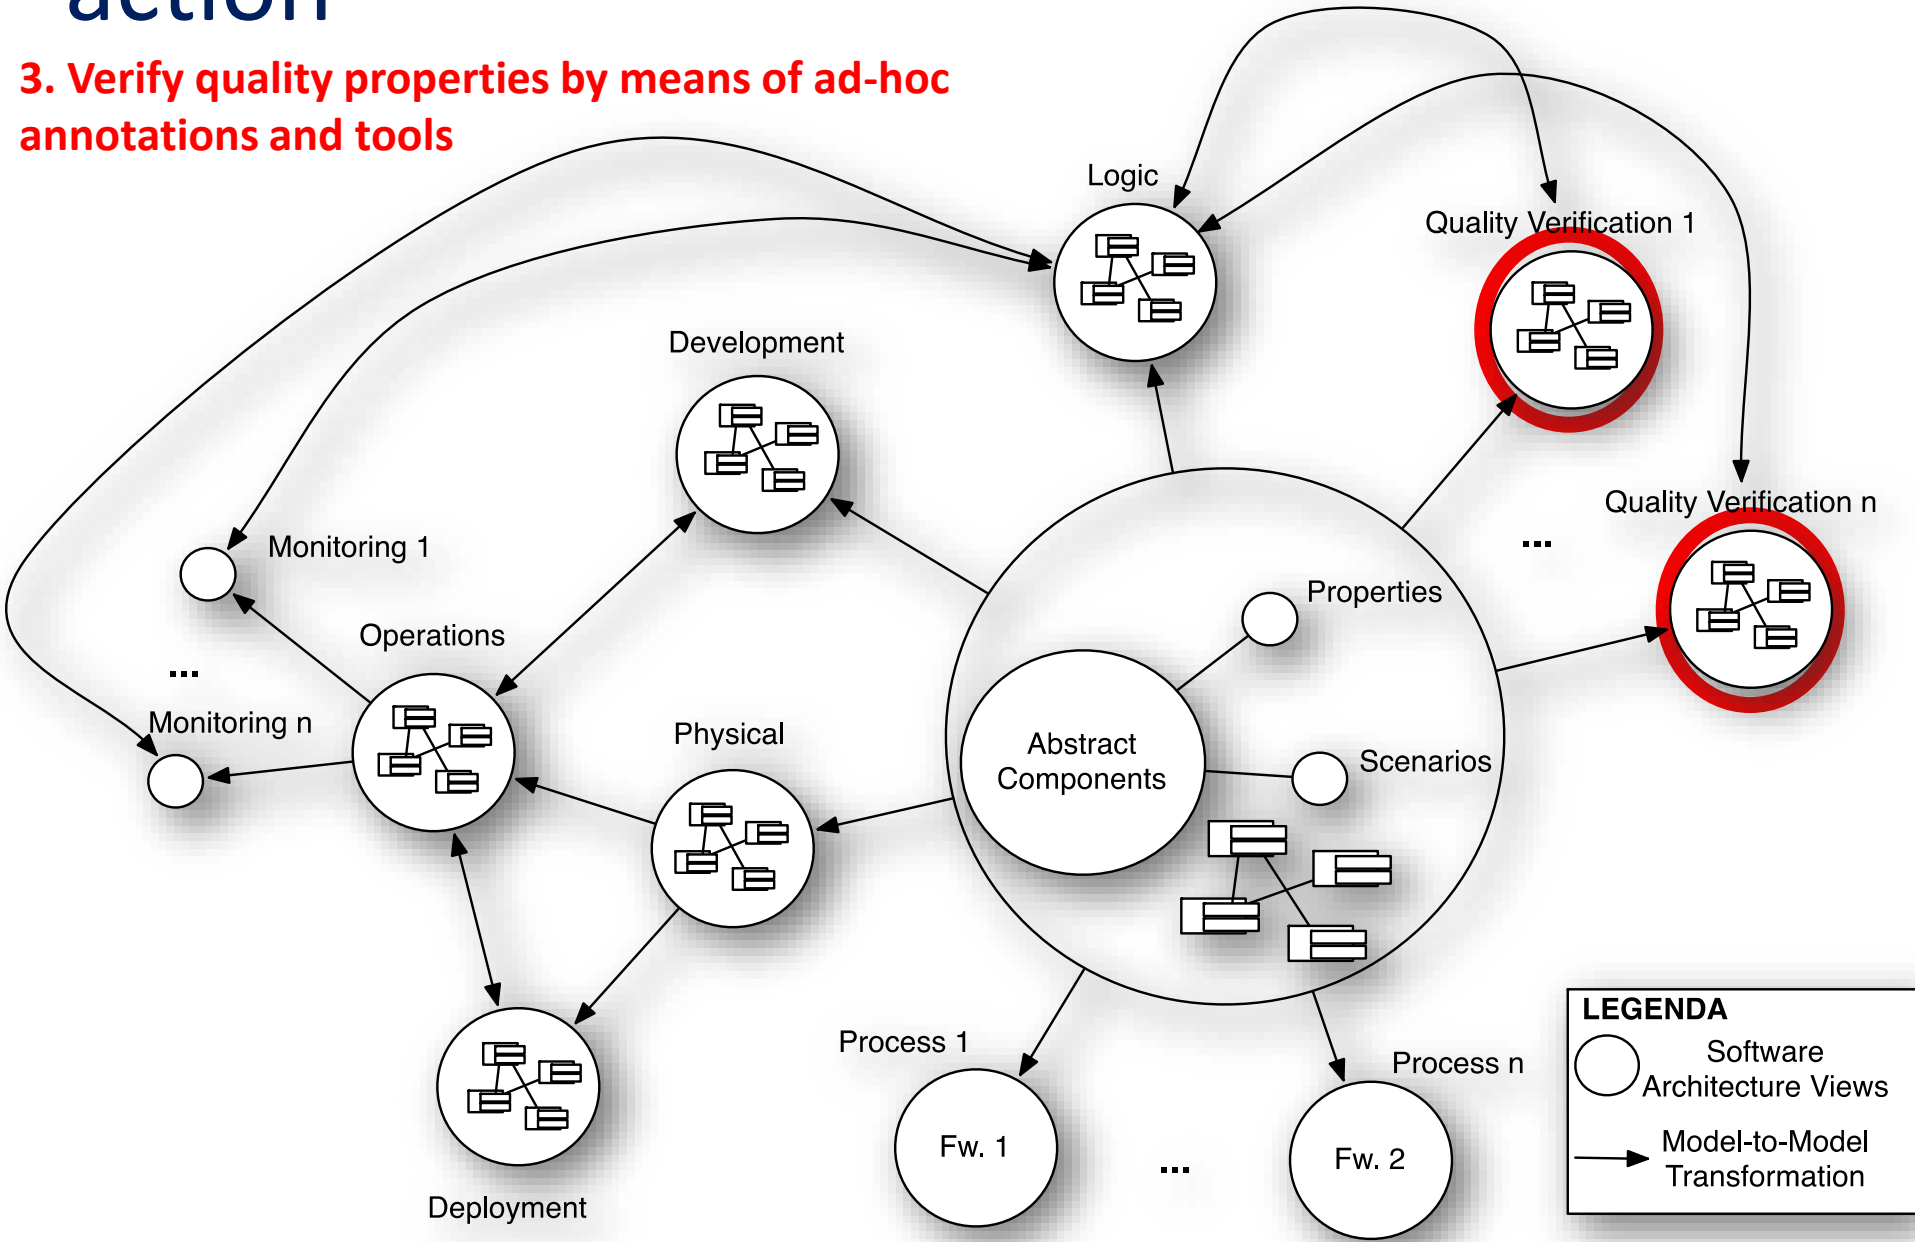 action
3. Verify quality properties by means of ad-hoc
annotations and tools
Logic
Quality Verification 1
Development
Quality Verification n
...
Monitoring 1
Properties
Operations
...
Monitoring n
Physical
Abstract
Components
Scenarios
Process 1
Process n
Fw. 1
...
Fw. 2
Deployment
LEGENDA
Software
Architecture Views
Model-to-Model
Transformation